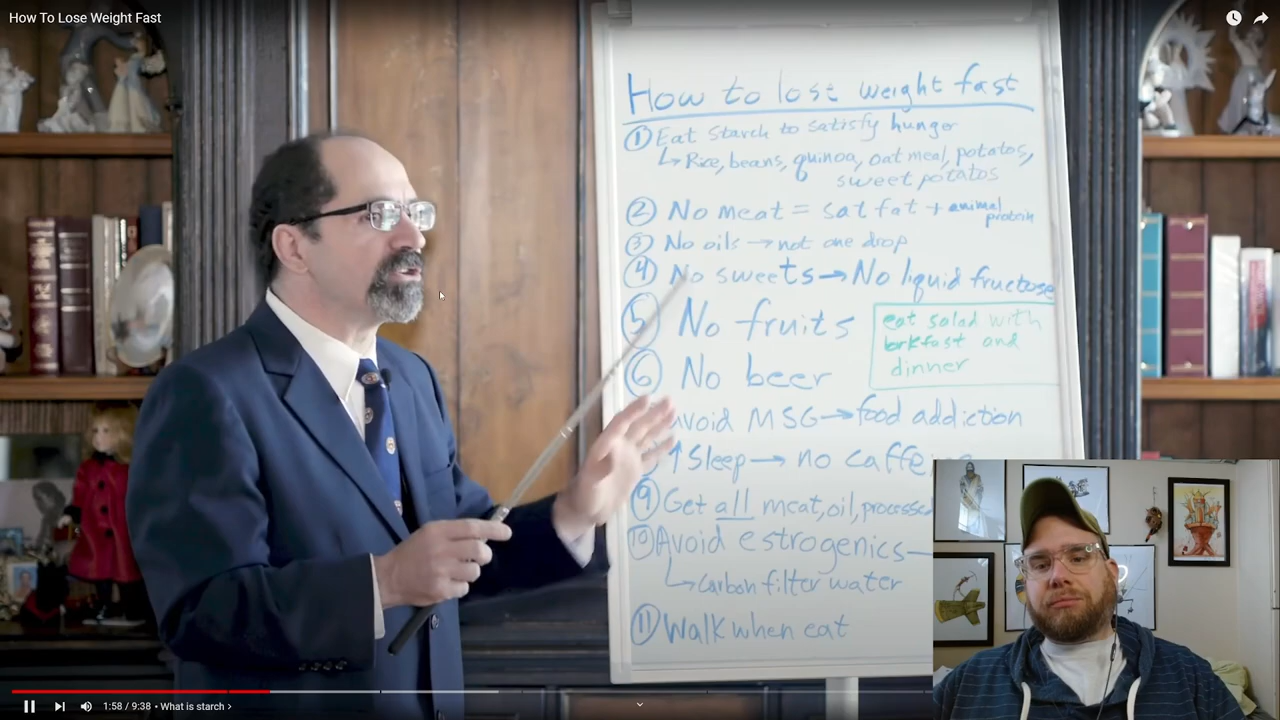 How To Lose Weight Fast
How to lose weight fast
① Eat starch to satisfy hunger
↳ Rice, beans, quinoa, oatmeal, potatos,
sweet potatos
② No meat = sat fat + animal protein
③ No oils → not one drop
④ No sweets → No liquid fructose
⑤ No fruits
eat salad with
brkfast and
dinner
⑥ No beer
avoid MSG → food addiction
↑ Sleep → no caffe
⑨ Get all meat, oil, processed
⑩ Avoid estrogenics —
↳ Carbon filter water
⑪ Walk when eat
1:58 / 9:38 • What is starch ›